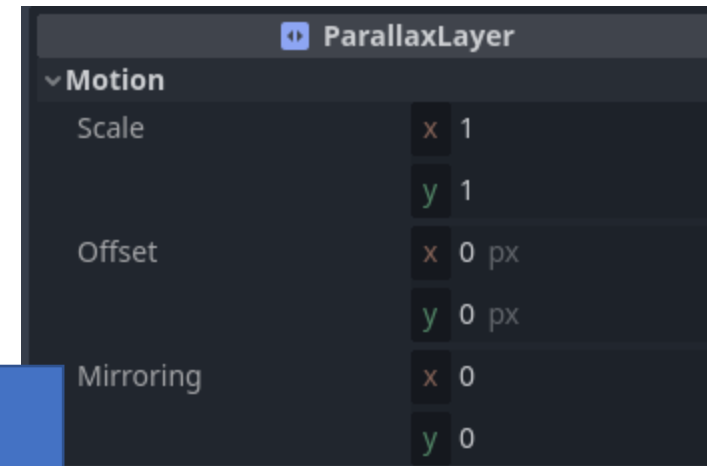 ParallaxLayer
Motion
Scale x 1
y 1
Offset x 0 px
y 0 px
Mirroring x 0
y 0